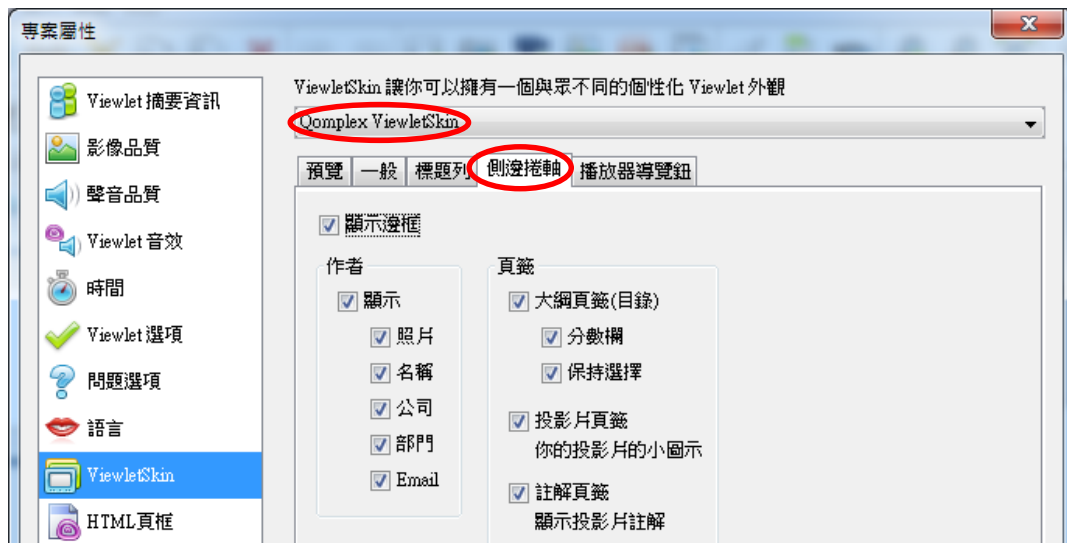 專案屬性
Viewlet 摘要資訊
影像品質
聲音品質
Viewlet 音效
時間
Viewlet 選項
問題選項
語言
ViewletSkin
HTML頁框
ViewletSkin 讓你可以擁有一個與眾不同的個性化 Viewlet 外觀
Qomplex ViewletSkin
預覽 一般 標題列 側邊捲軸 播放器導覽鈕
顯示邊框
作者
顯示
照片
名稱
公司
部門
Email
頁籤
大綱頁籤(目錄)
分數欄
保持選擇
投影片頁籤
你的投影片的小圖示
註解頁籤
顯示投影片註解